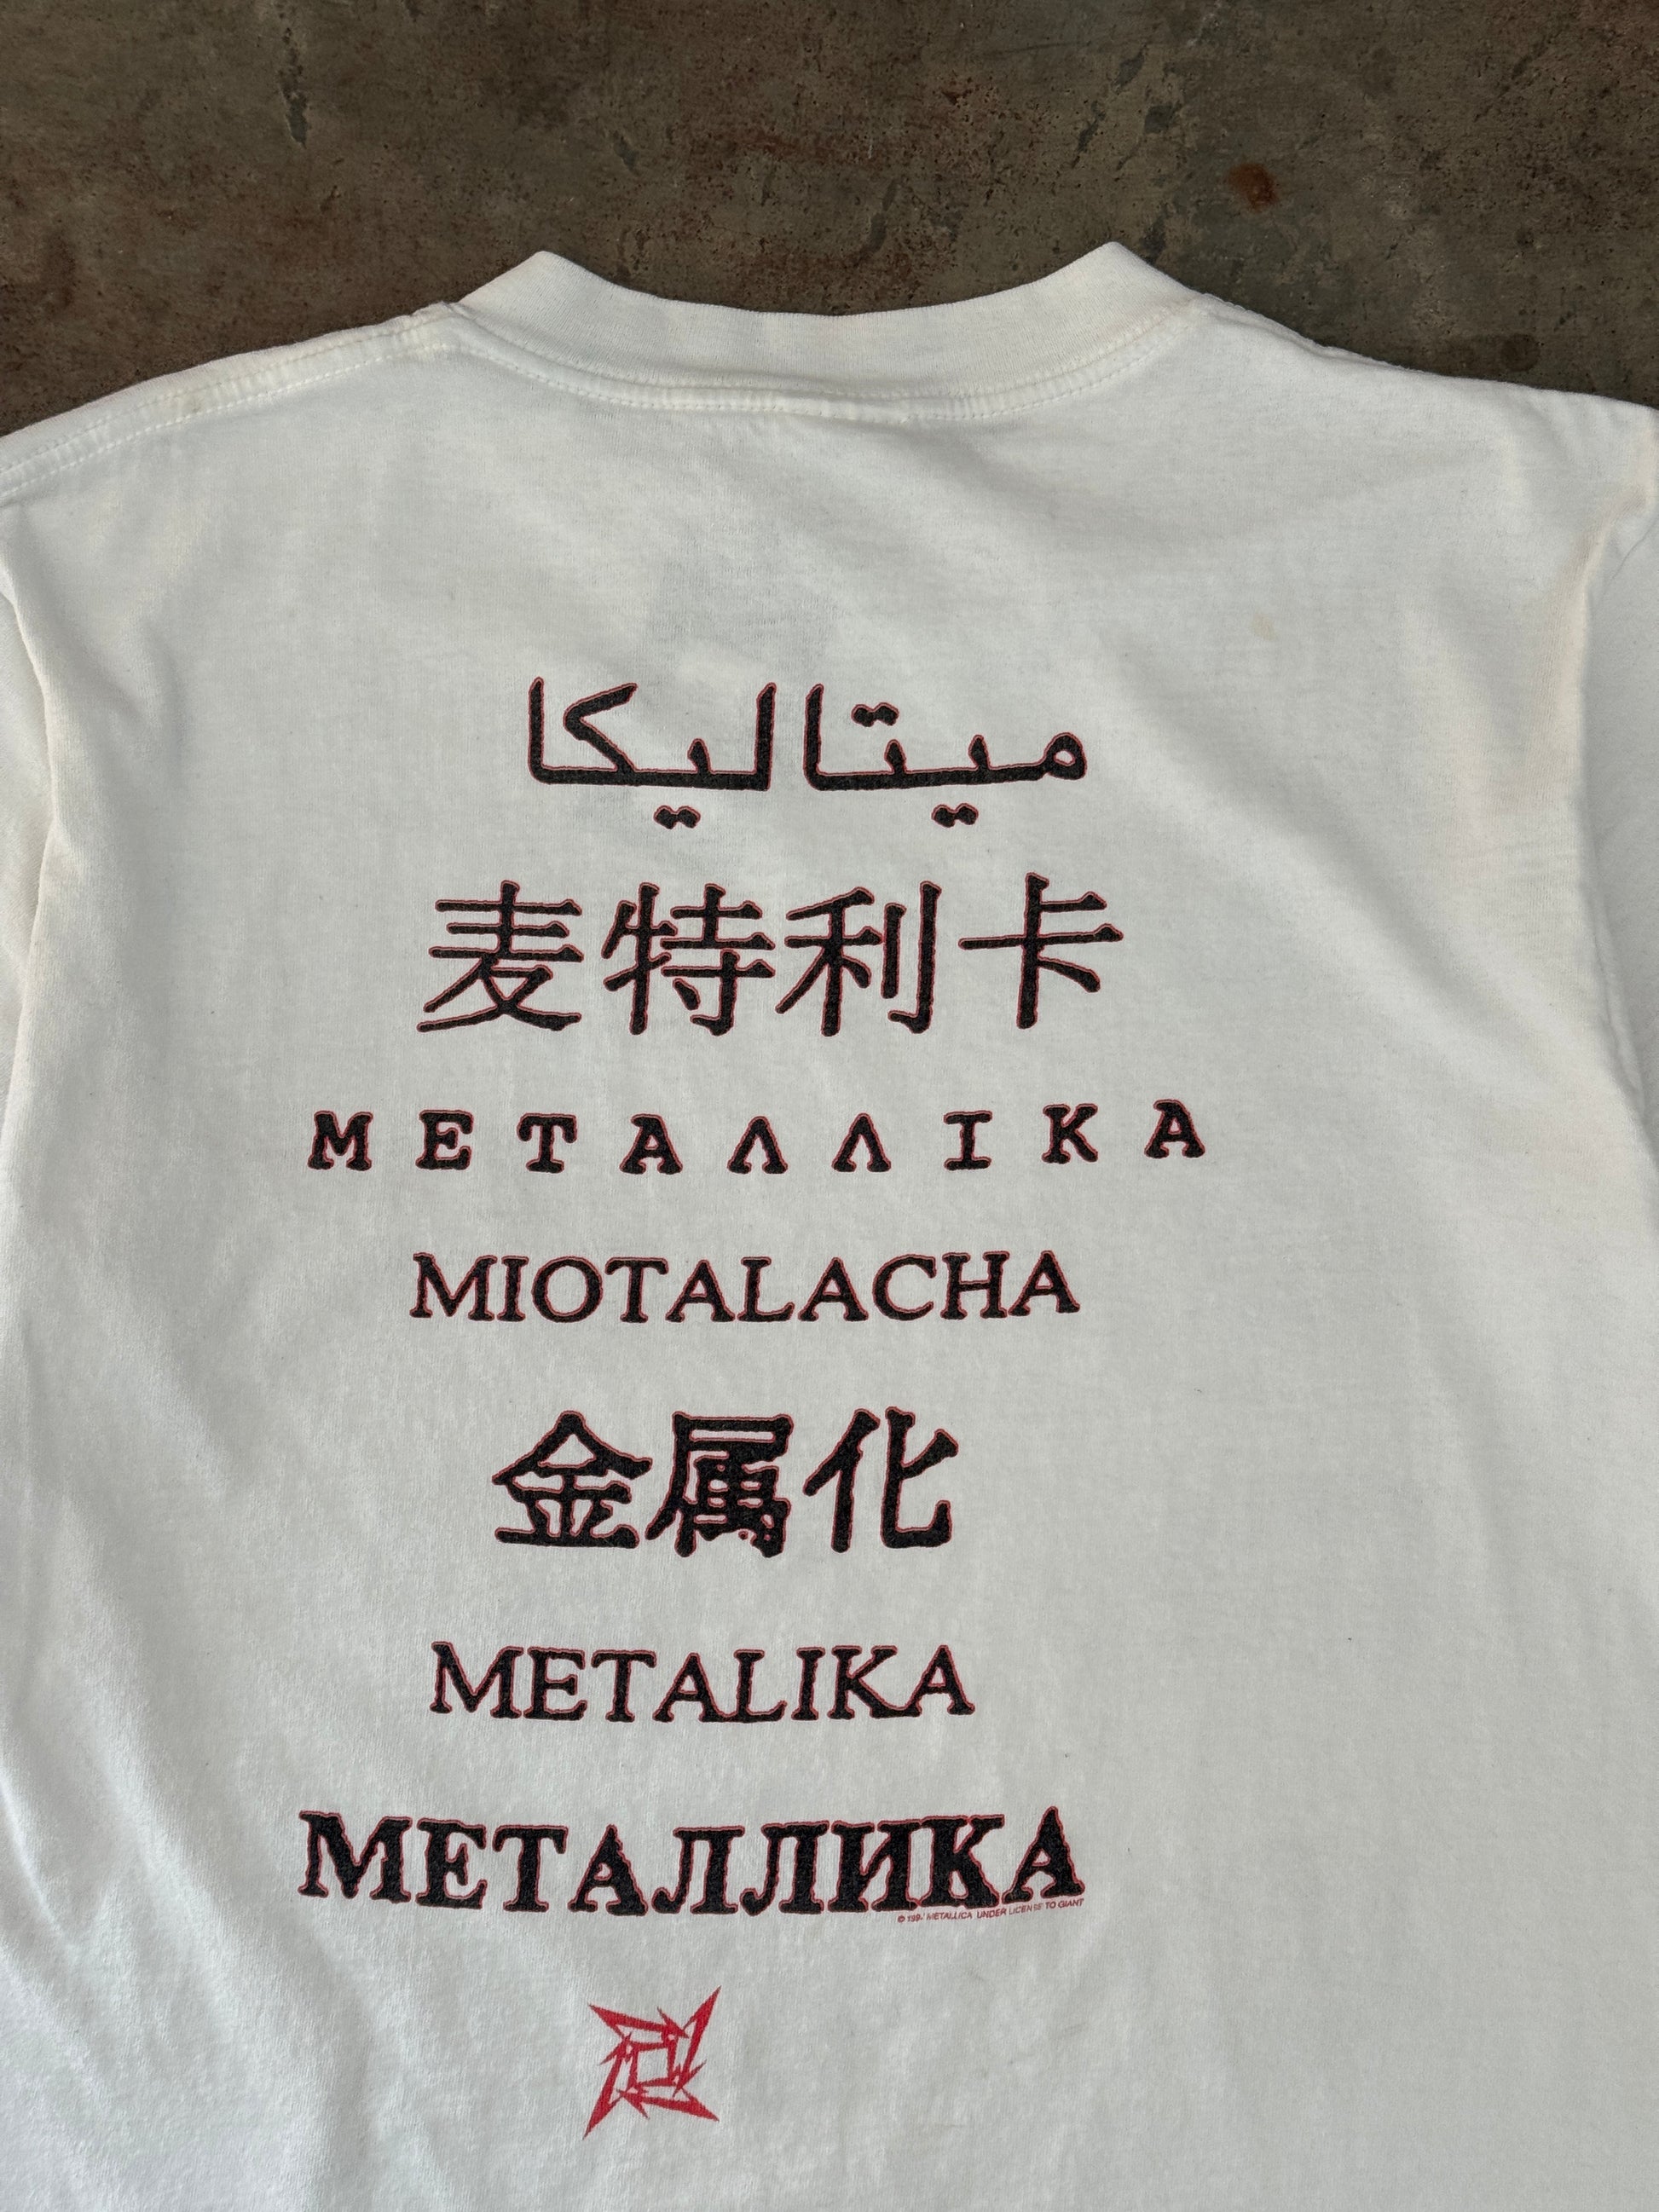 ميتاليكا
麦特利卡
ΜΕΤΑΛΛΙΚΑ
MIOTALACHA
金属化
METALIKA
МЕТАЛЛИКА
© METALLICA UNDER LICENSE TO GIANT